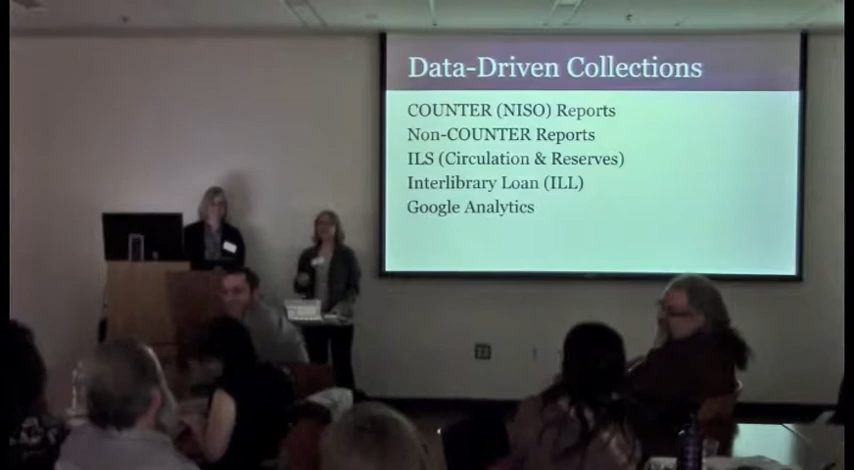 Data-Driven Collections
COUNTER (NISO) Reports
Non-COUNTER Reports
ILS (Circulation & Reserves)
Interlibrary Loan (ILL)
Google Analytics